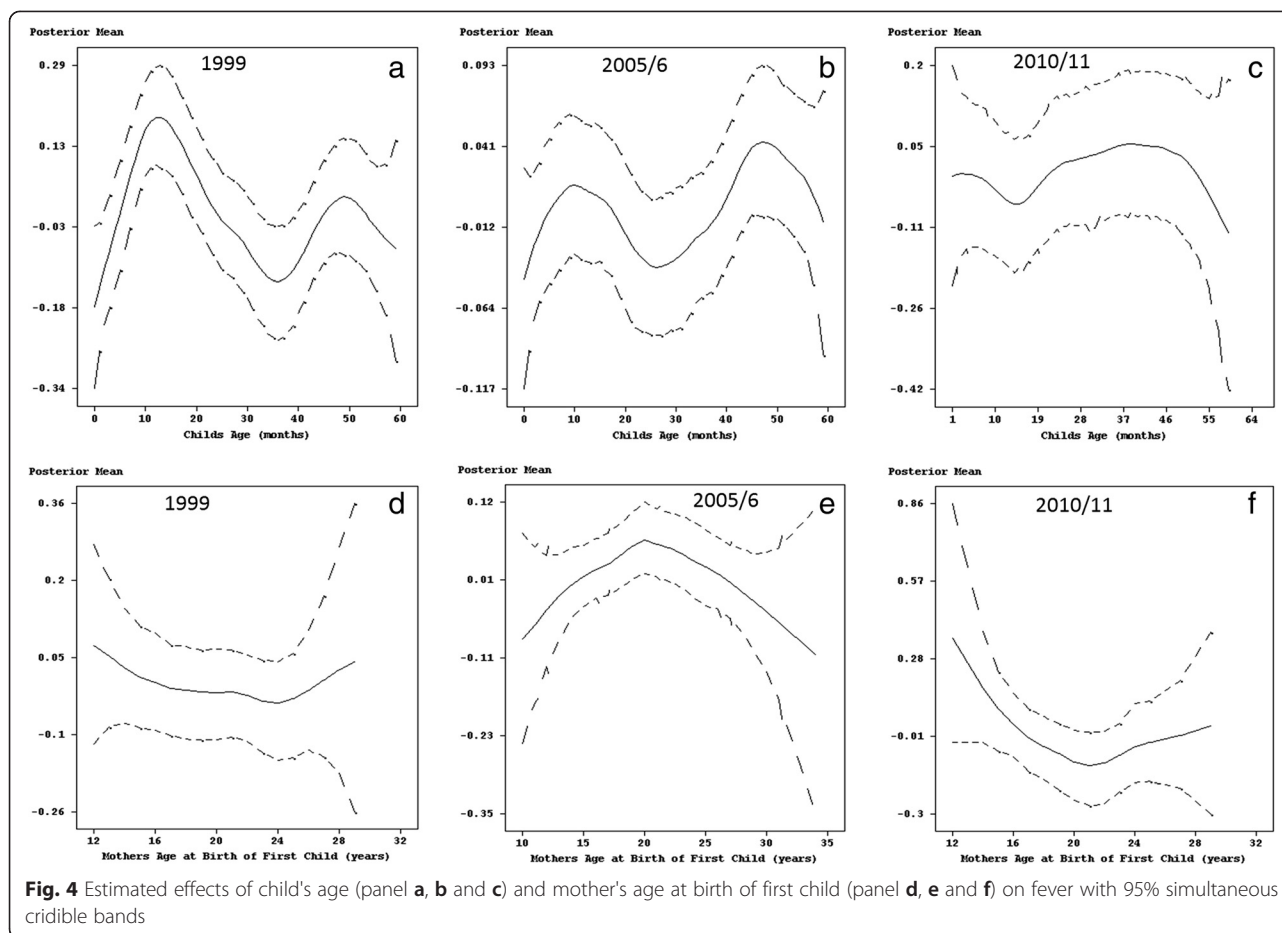 Posterior Mean
1999
a
0.29
0.13
-0.03
-0.18
-0.34
0 10 20 30 40 50 60
Childs Age (months)
Posterior Mean
2005/6
b
0.093
0.041
-0.012
-0.064
-0.117
0 10 20 30 40 50 60
Childs Age (months)
Posterior Mean
2010/11
c
0.2
0.05
-0.11
-0.26
-0.42
1 10 19 28 37 46 55 64
Childs Age (months)
Posterior Mean
1999
d
0.36
0.2
0.05
-0.1
-0.26
12 16 20 24 28 32
Mothers Age at Birth of First Child (years)
Posterior Mean
2005/6
e
0.12
0.01
-0.11
-0.23
-0.35
10 15 20 25 30 35
Mothers Age at Birth of First Child (years)
Posterior Mean
2010/11
f
0.86
0.57
0.28
-0.01
-0.3
12 16 20 24 28 32
Mothers Age at Birth of First Child (years)
Fig. 4 Estimated effects of child's age (panel a, b and c) and mother's age at birth of first child (panel d, e and f) on fever with 95% simultaneous
cridible bands